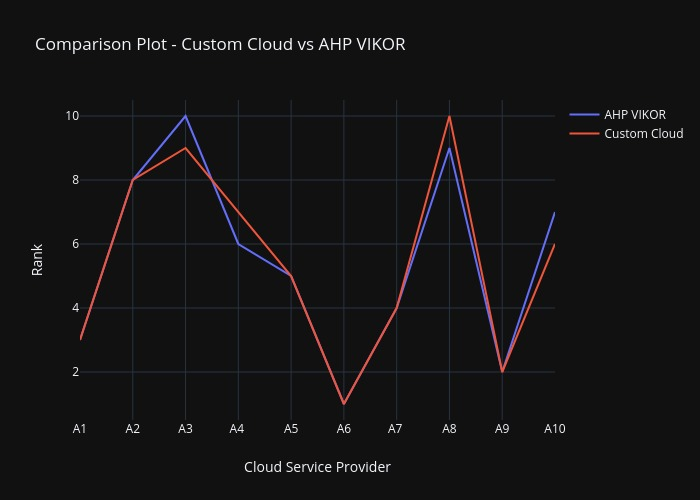 Comparison Plot - Custom Cloud vs AHP VIKOR
AHP VIKOR
Custom Cloud
Rank
10
8
6
4
2
A1 A2 A3 A4 A5 A6 A7 A8 A9 A10
Cloud Service Provider